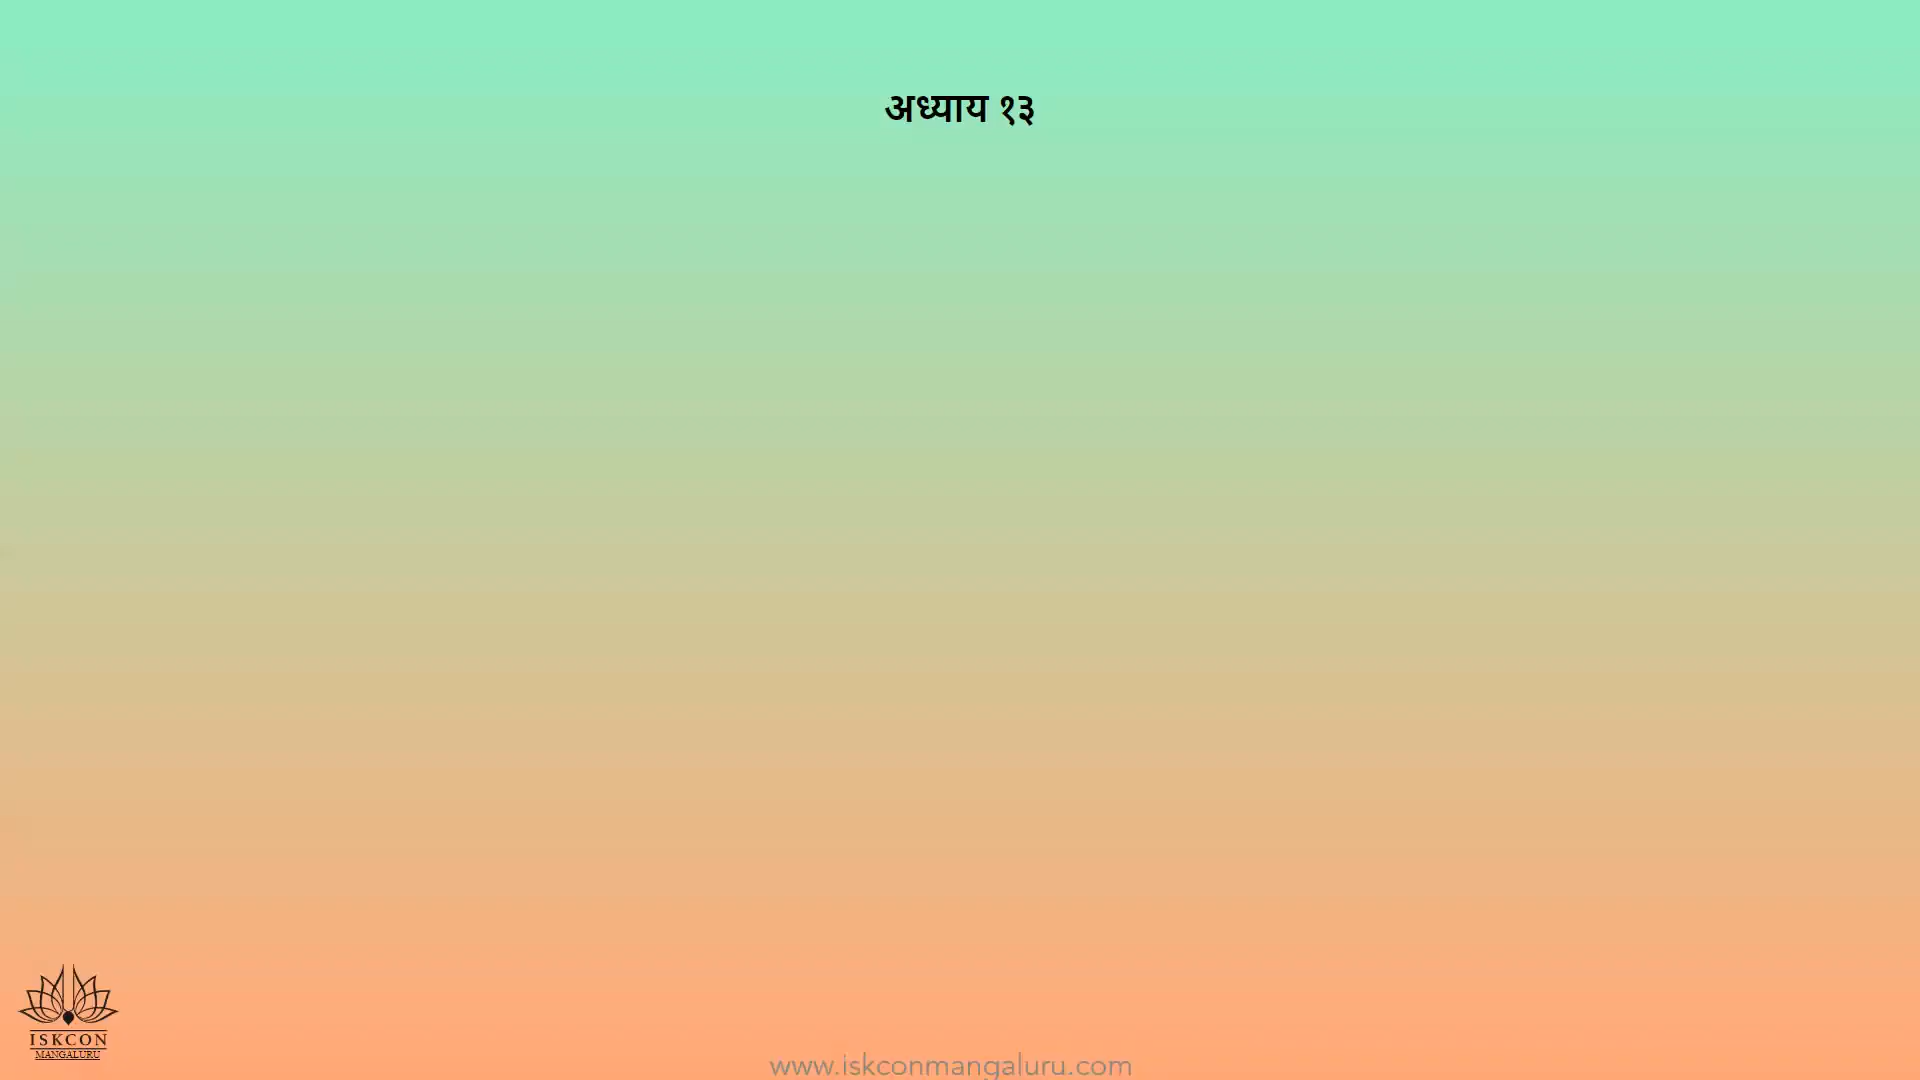 अध्याय १३
ISKCON
MANGALURU
www.iskconmangaluru.com